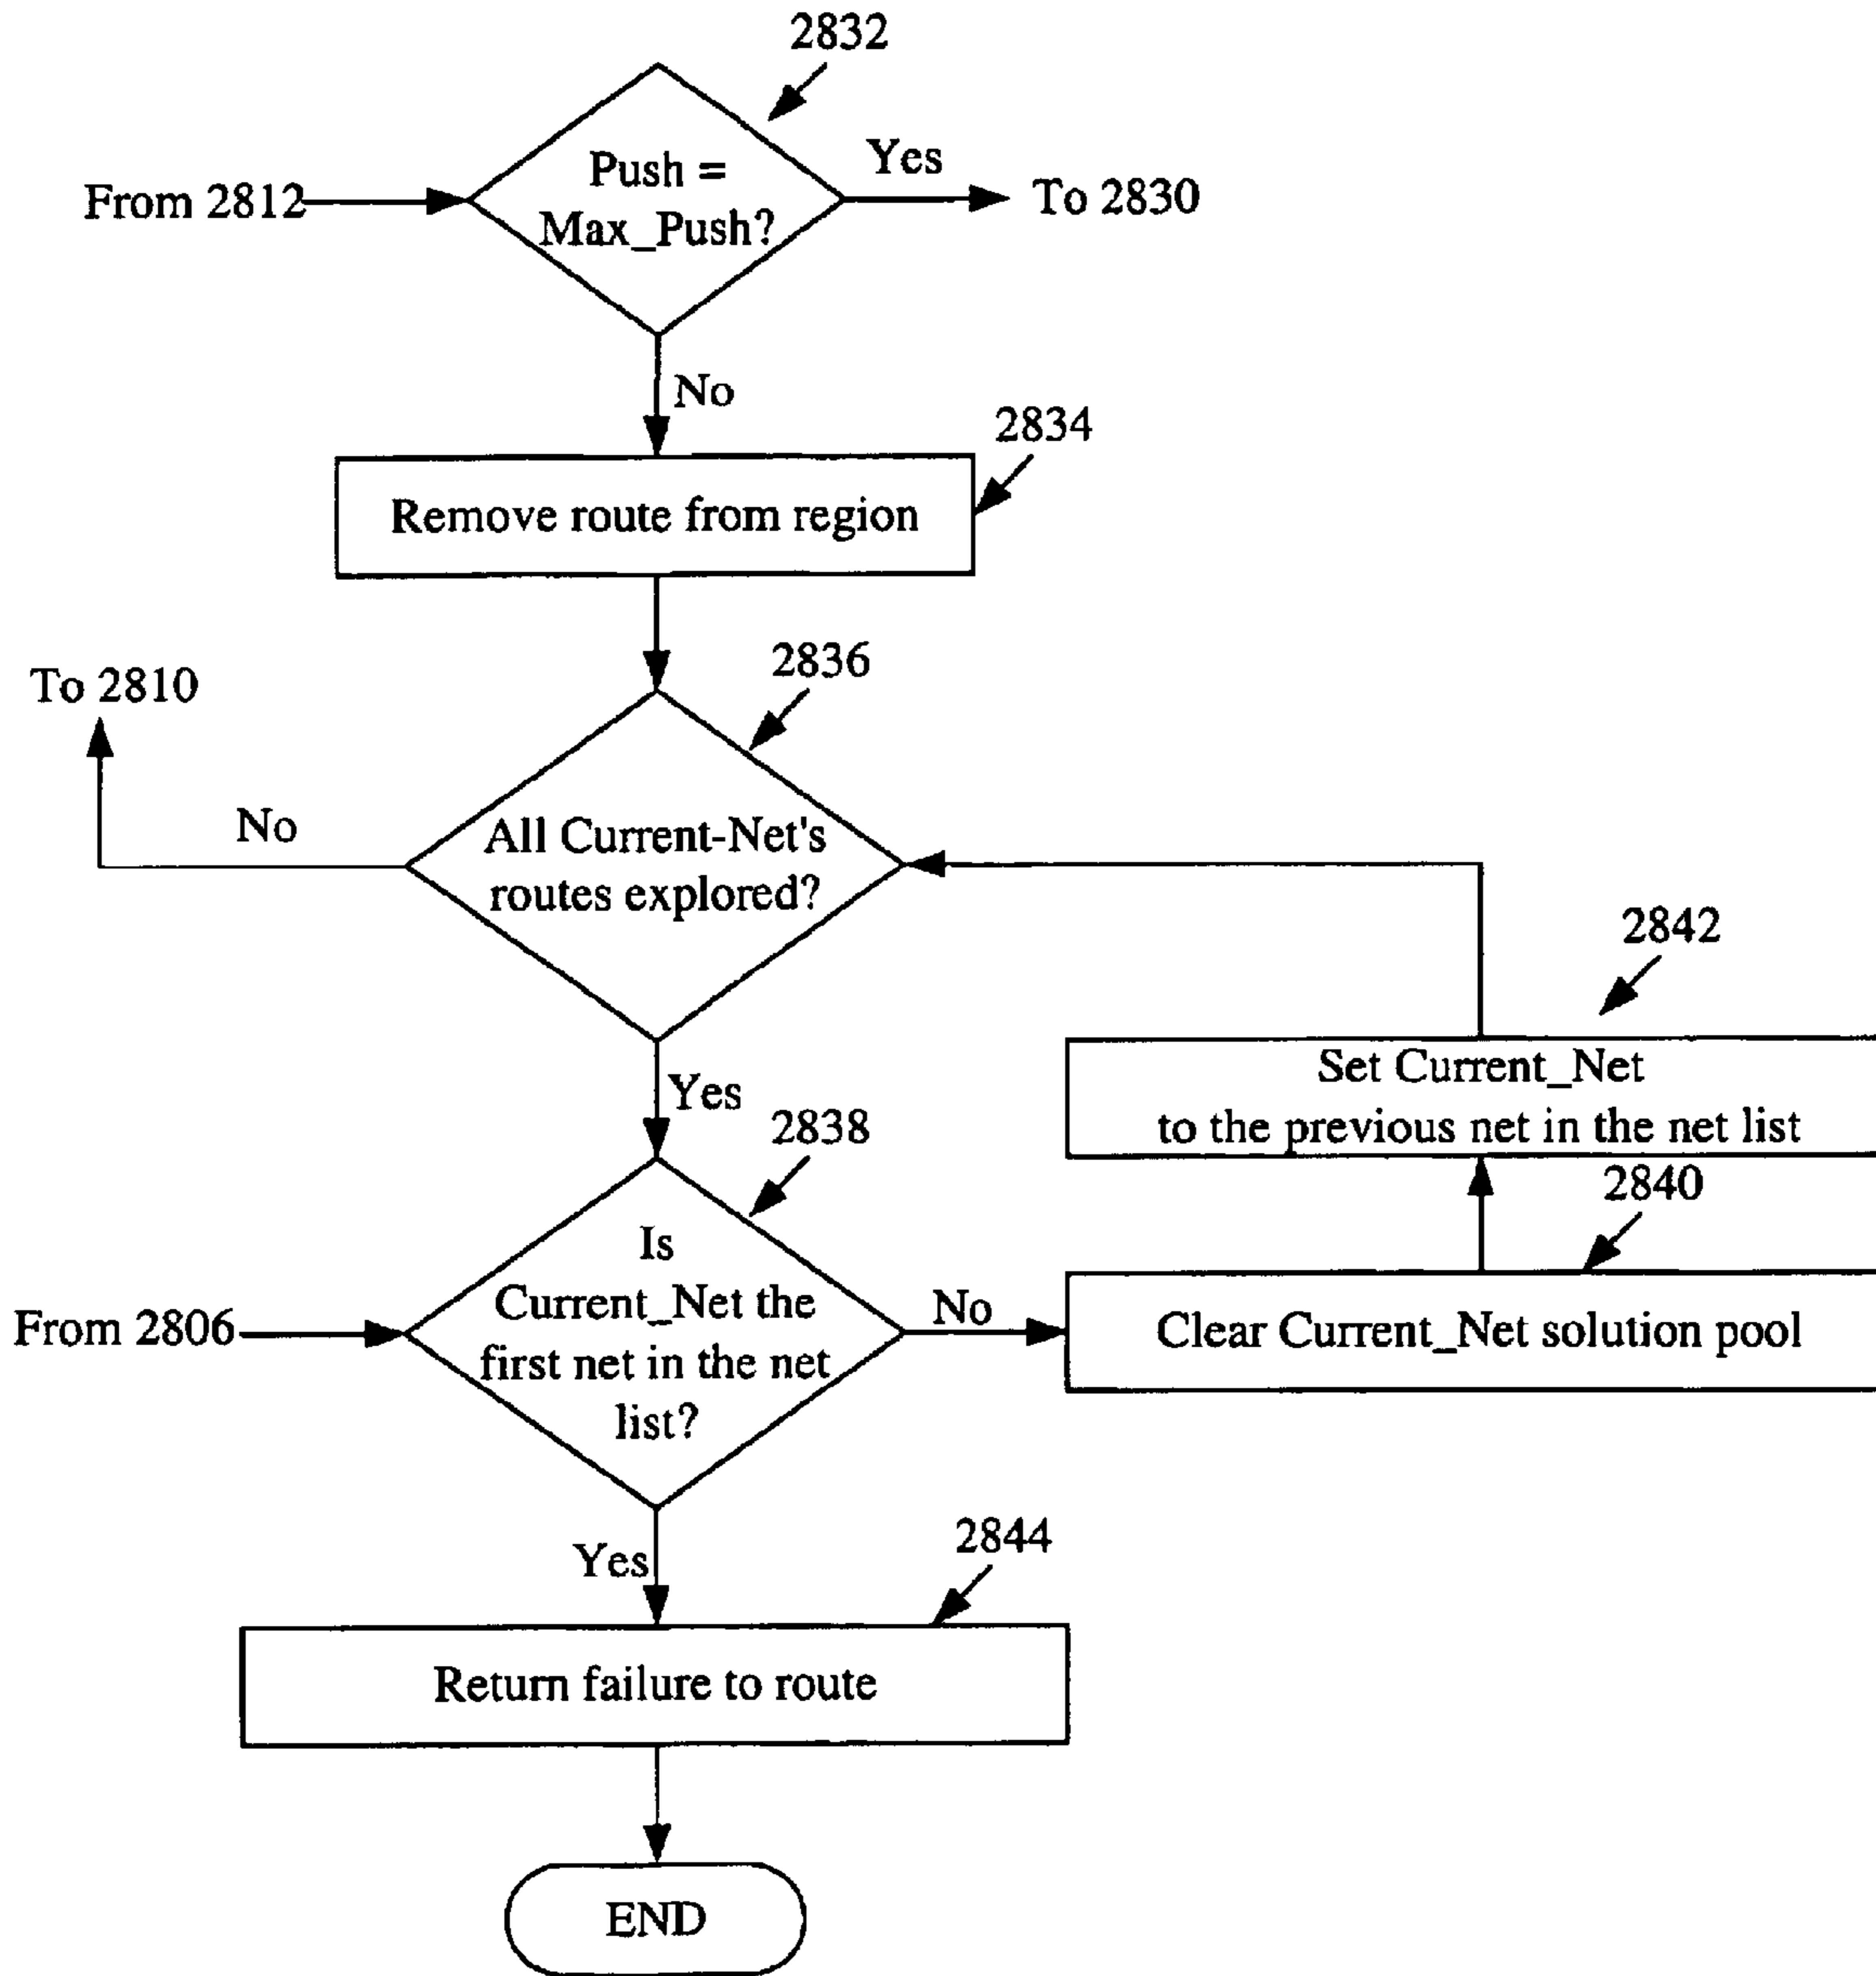 2832
Push =
Max_Push?
Yes
From 2812
To 2830
No
2834
Remove route from region
2836
To 2810
No
All Current-Net's
routes explored?
2842
Set Current_Net
to the previous net in the net list
Yes
2838
2840
Is
Current_Net the
first net in the net
list?
From 2806
No
Clear Current_Net solution pool
Yes
2844
Return failure to route
END